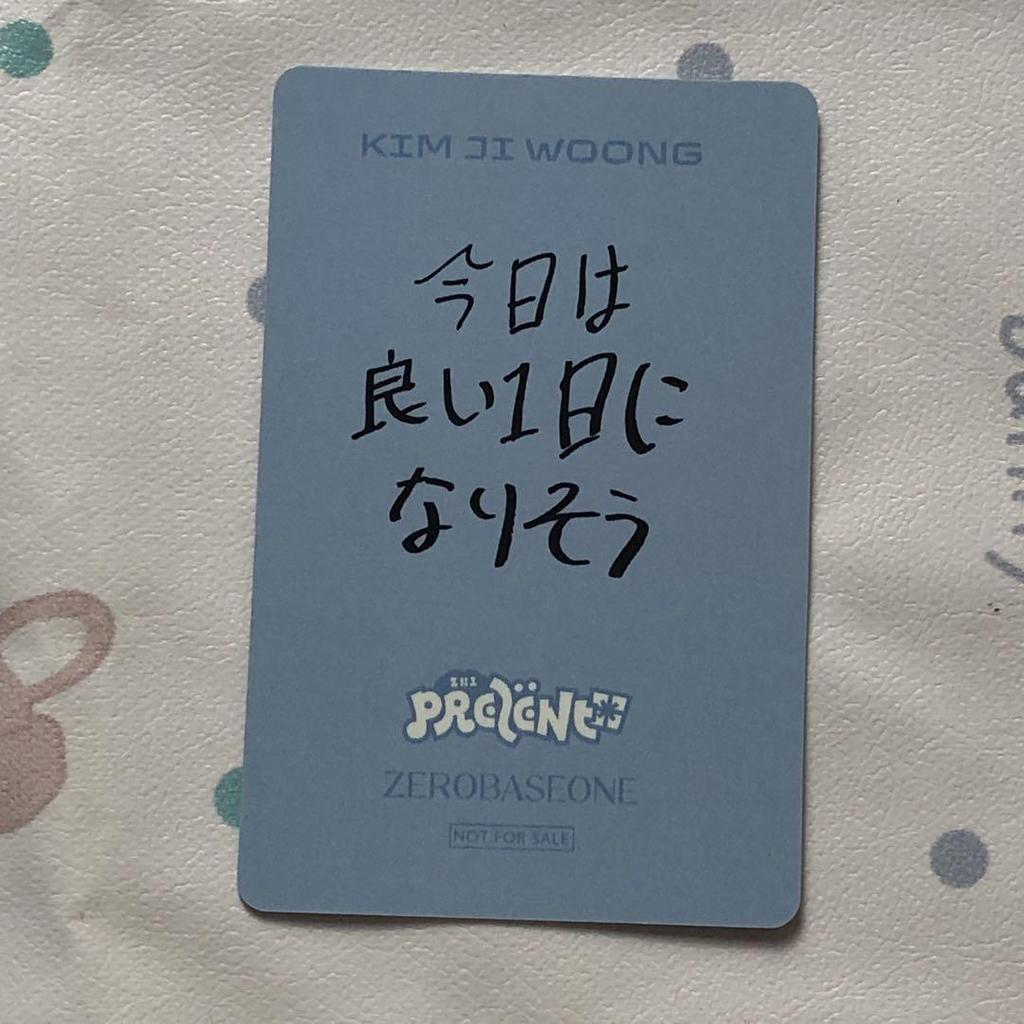 KIM JI WOONG
今日は
良い1日に
なりそう
PRELENT
ZEROBASEONE
NOT FOR SALE